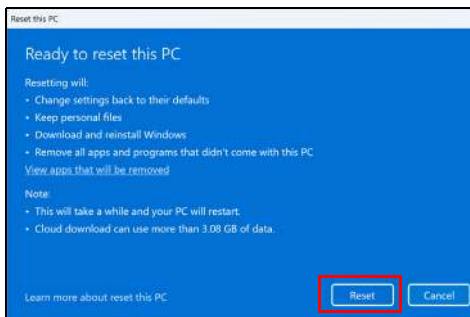 Reset this PC
Ready to reset this PC
Resetting will:
• Change settings back to their defaults
• Keep personal files
• Download and reinstall Windows
• Remove all apps and programs that didn't come with this PC
View apps that will be removed
Note:
• This will take a while and your PC will restart.
• Cloud download can use more than 3.08 GB of data.
Learn more about reset this PC
Reset
Cancel